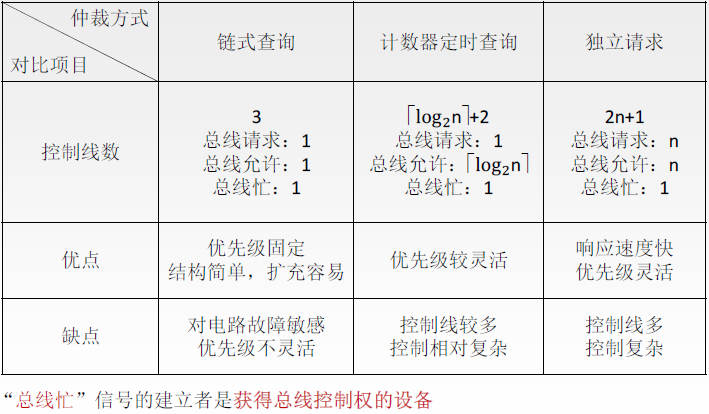 仲裁方式
对比项目
链式查询
计数器定时查询
独立请求
控制线数
3
总线请求：1
总线允许：1
总线忙：1
⌈log₂n⌉+2
总线请求：1
总线允许：⌈log₂n⌉
总线忙：1
2n+1
总线请求：n
总线允许：n
总线忙：1
优点
优先级固定
结构简单，扩充容易
优先级较灵活
响应速度快
优先级灵活
缺点
对电路故障敏感
优先级不灵活
控制线较多
控制相对复杂
控制线多
控制复杂
“总线忙”信号的建立者是获得总线控制权的设备